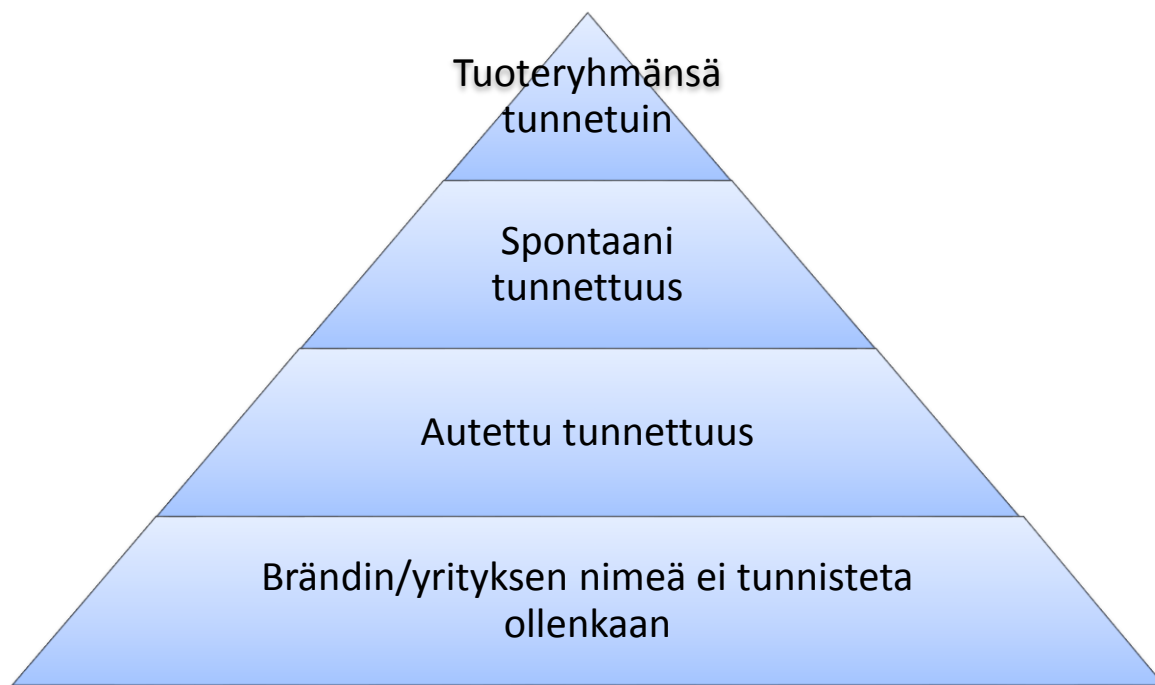 Tuoteryhmänsä
tunnetuin
Spontaani
tunnettuus
Autettu tunnettuus
Brändin/yrityksen nimeä ei tunnisteta
ollenkaan